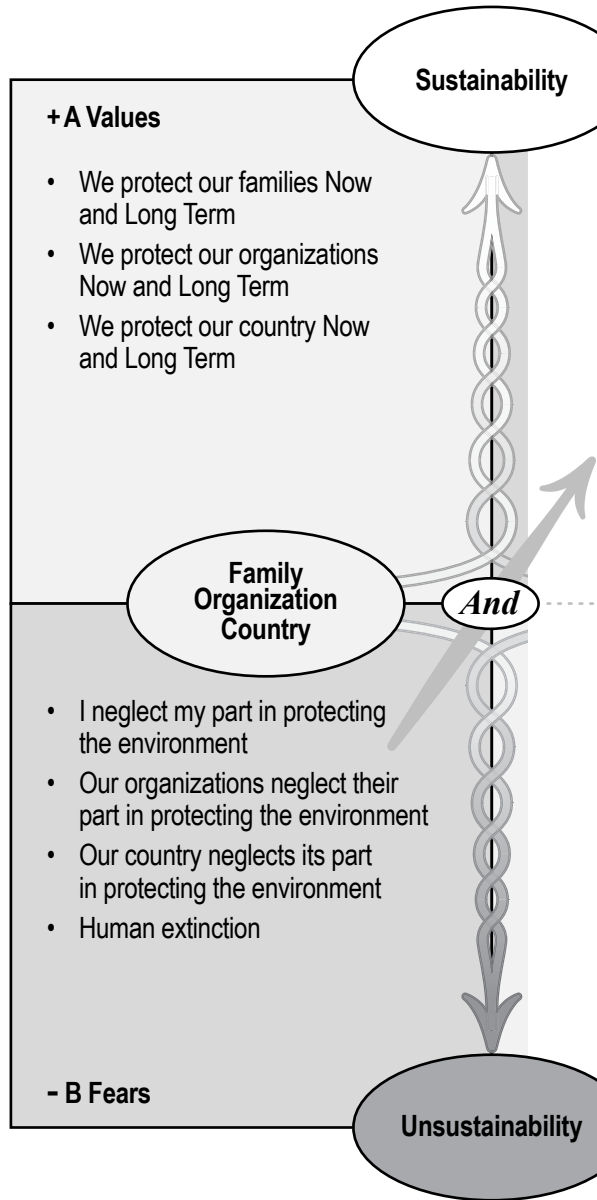 Sustainability
+ A Values
• We protect our families Now
and Long Term
• We protect our organizations
Now and Long Term
• We protect our country Now
and Long Term
Family
Organization
Country
And
• I neglect my part in protecting
the environment
• Our organizations neglect their
part in protecting the environment
• Our country neglects its part
in protecting the environment
• Human extinction
- B Fears
Unsustainability